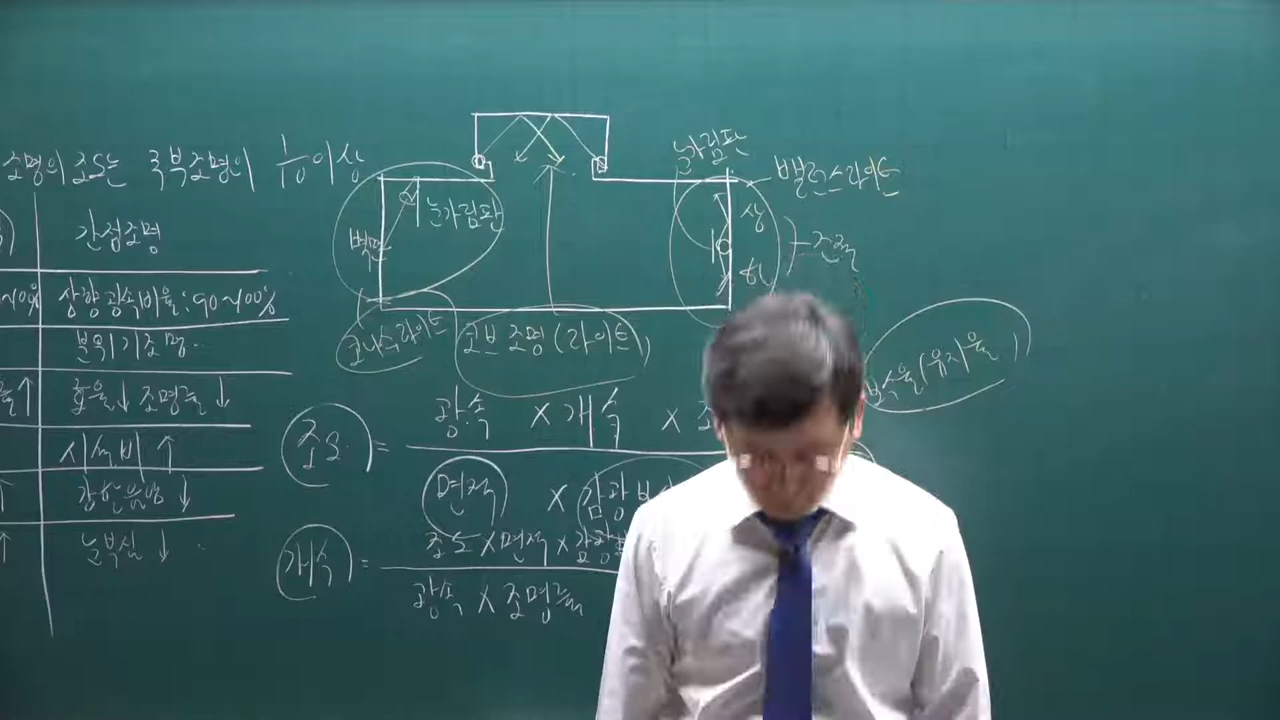 조명의 조도는 국부조명의 1/10 이상
간접조명
상향 광속비율: 90~100%
분위기조명.
효율↓ 조명률↓
시설비 ↑
강한음영 ↓
눈부심 ↓
눈가림판
벽면
코니스라이트
코브 조명(라이트)
눈가림판
밸런스라이트
상
하
조절
조도 = 광속 X 개수 X
면적 X 감광보
개수 = 조도 X 면적 X 감광
광속 X 조명률
보수율(유지율)